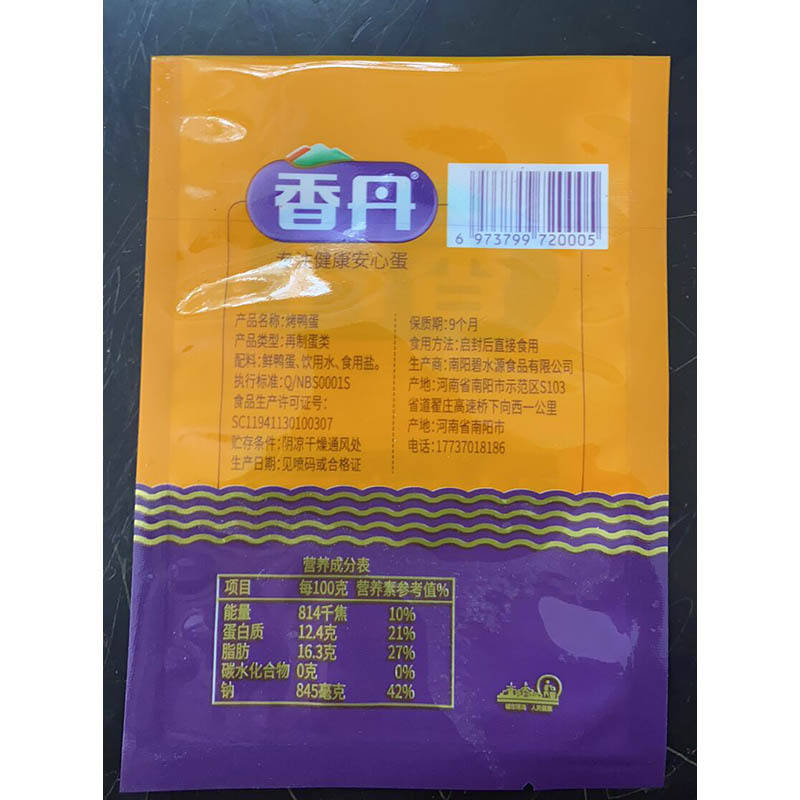 香丹®
6 973799 720005
专注健康安心蛋
产品名称:烤鸭蛋
产品类型:再制蛋类
配料:鲜鸭蛋、饮用水、食用盐。
执行标准:Q/NBS0001S
食品生产许可证号:
SC11941130100307
贮存条件:阴凉干燥通风处
生产日期:见喷码或合格证
保质期:9个月
食用方法:启封后直接食用
生产商:南阳碧水源食品有限公司
产地:河南省南阳市示范区S103
省道翟庄高速桥下向西一公里
产地:河南省南阳市
电话:17737018186
营养成分表
项目 每100克 营养素参考值%
能量 814千焦 10%
蛋白质 12.4克 21%
脂肪 16.3克 27%
碳水化合物 0克 0%
钠 845毫克 42%